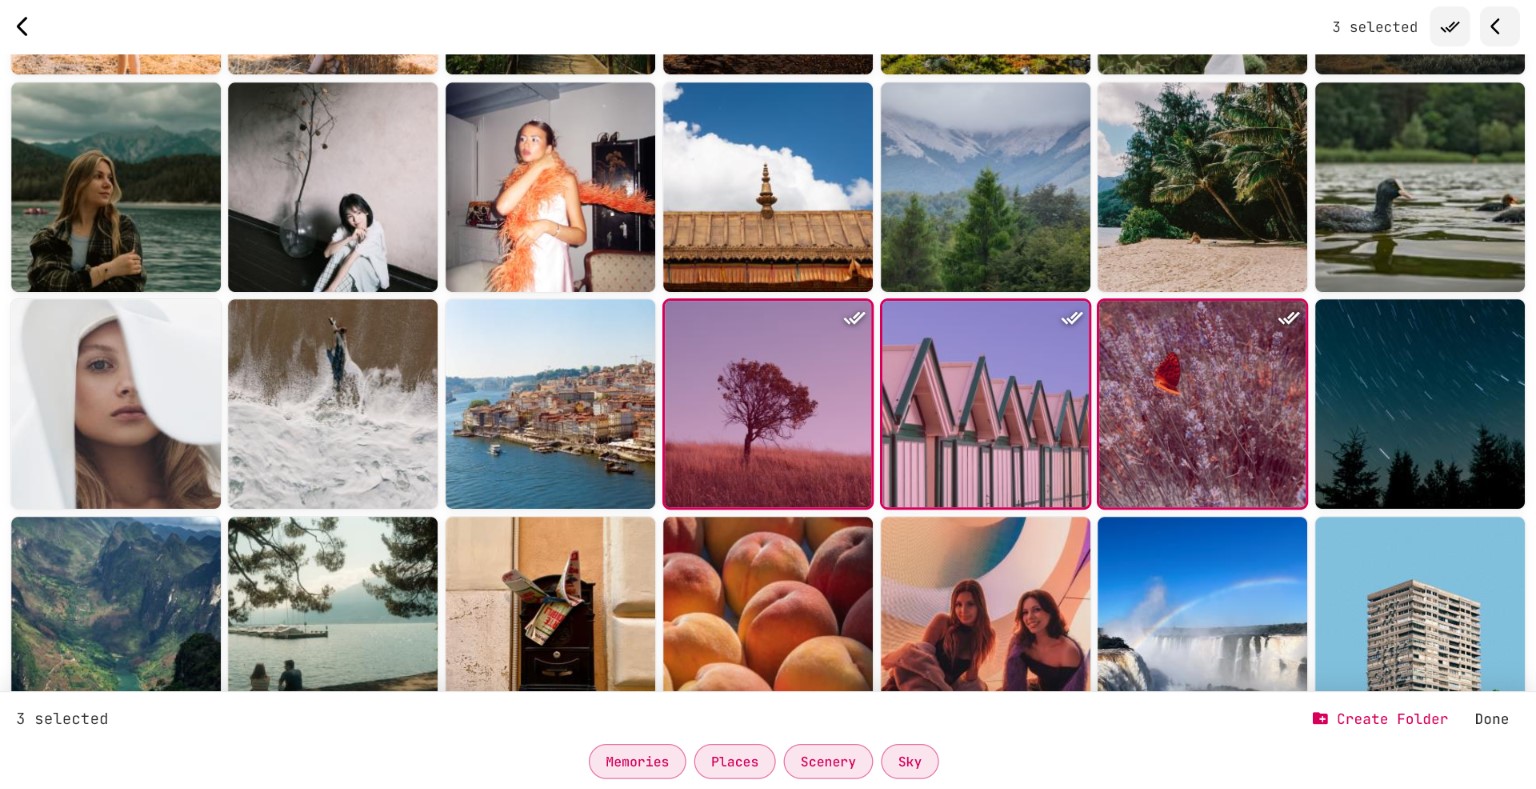 3 selected
3 selected
Create Folder
Done
Memories
Places
Scenery
Sky